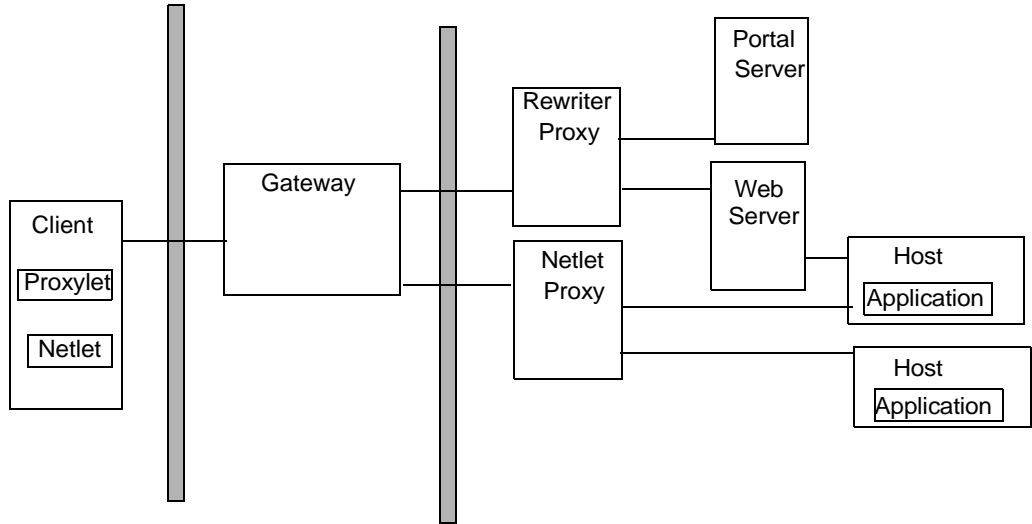 Client
Proxylet
Netlet
Gateway
Rewriter
Proxy
Netlet
Proxy
Portal
Server
Web
Server
Host
Application
Host
Application